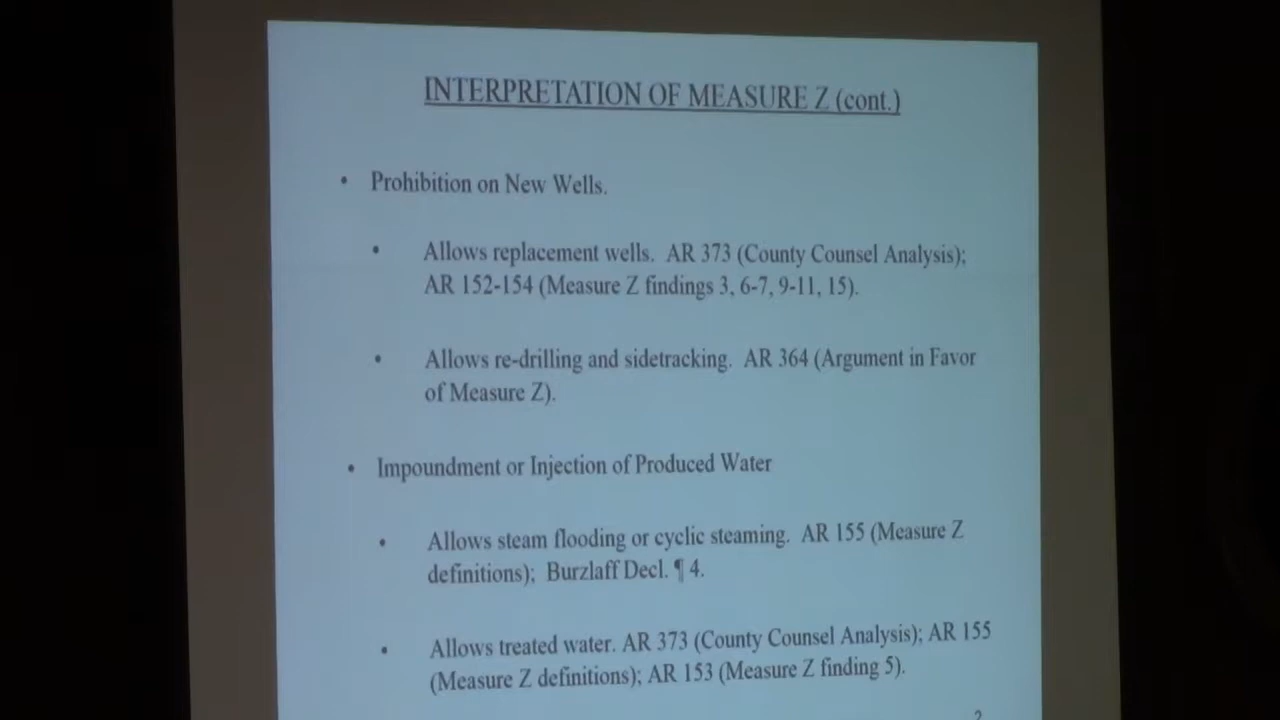 INTERPRETATION OF MEASURE Z (cont.)
• Prohibition on New Wells.
• Allows replacement wells. AR 373 (County Counsel Analysis);
AR 152-154 (Measure Z findings 3, 6-7, 9-11, 15).
• Allows re-drilling and sidetracking. AR 364 (Argument in Favor
of Measure Z).
• Impoundment or Injection of Produced Water
• Allows steam flooding or cyclic steaming. AR 155 (Measure Z
definitions); Burzlaff Decl. ¶ 4.
• Allows treated water. AR 373 (County Counsel Analysis); AR 155
(Measure Z definitions); AR 153 (Measure Z finding 5).